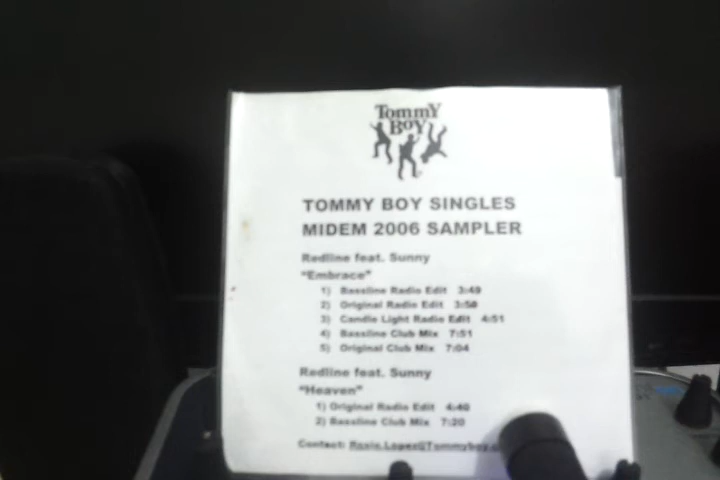 Tommy
Boy
TOMMY BOY SINGLES
MIDEM 2006 SAMPLER
Redline feat. Sunny
“Embrace”
1) Bassline Radio Edit 3:49
2) Original Radio Edit 3:50
3) Candle Light Radio Edit 4:51
4) Bassline Club Mix 7:51
5) Original Club Mix 7:04
Redline feat. Sunny
“Heaven”
1) Original Radio Edit 4:40
2) Bassline Club Mix 7:20
Contact: